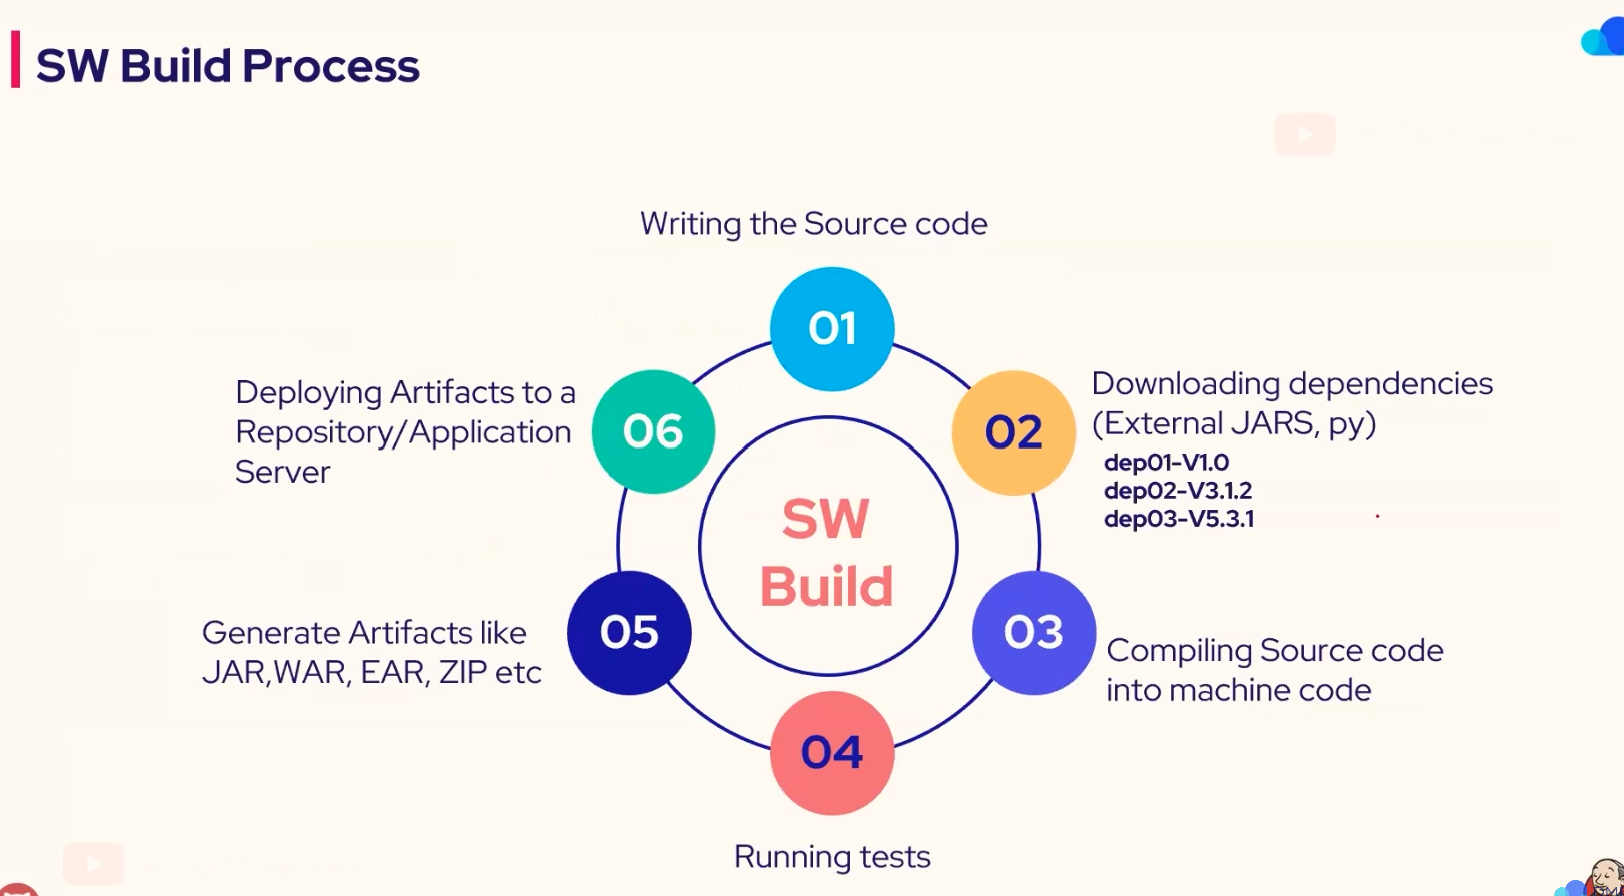 SW Build Process
Writing the Source code
01
02
Downloading dependencies
(External JARS, py)
dep01-V1.0
dep02-V3.1.2
dep03-V5.3.1
03
Compiling Source code
into machine code
04
Running tests
05
Generate Artifacts like
JAR,WAR, EAR, ZIP etc
06
Deploying Artifacts to a
Repository/Application
Server
SW
Build